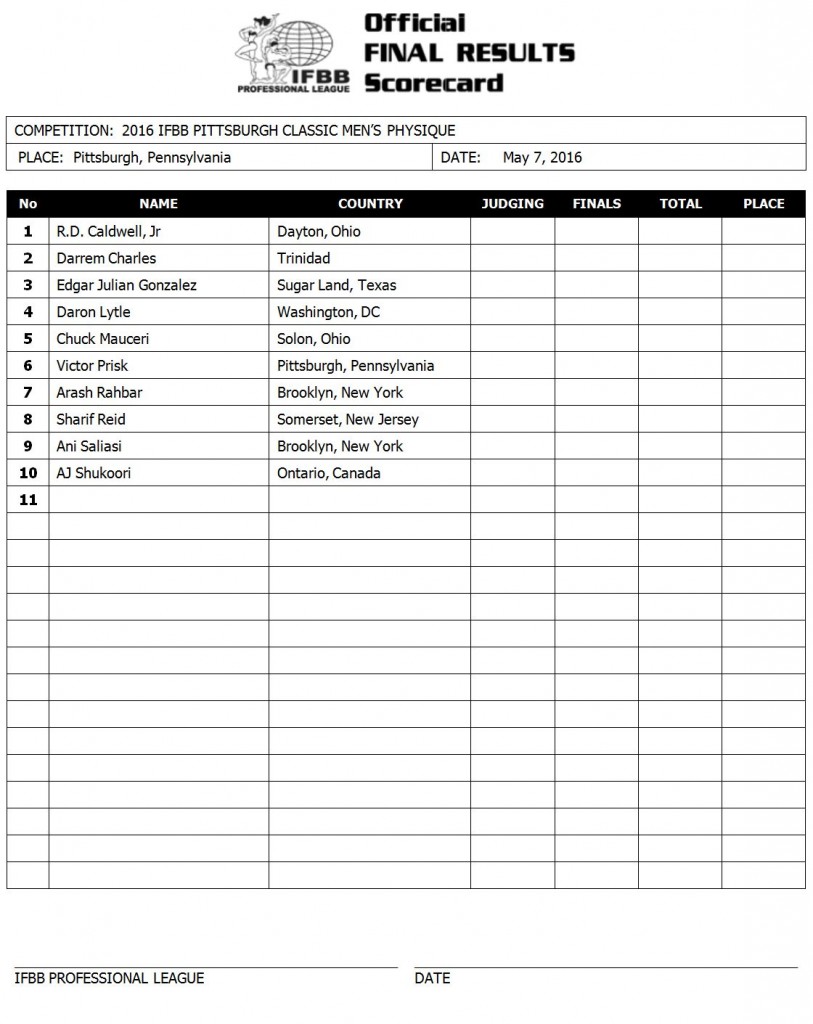 Official
FINAL RESULTS
Scorecard
IFBB
PROFESSIONAL LEAGUE
COMPETITION: 2016 IFBB PITTSBURGH CLASSIC MEN'S PHYSIQUE
PLACE: Pittsburgh, Pennsylvania DATE: May 7, 2016
No NAME COUNTRY JUDGING FINALS TOTAL PLACE
1 R.D. Caldwell, Jr Dayton, Ohio
2 Darrem Charles Trinidad
3 Edgar Julian Gonzalez Sugar Land, Texas
4 Daron Lytle Washington, DC
5 Chuck Mauceri Solon, Ohio
6 Victor Prisk Pittsburgh, Pennsylvania
7 Arash Rahbar Brooklyn, New York
8 Sharif Reid Somerset, New Jersey
9 Ani Saliasi Brooklyn, New York
10 AJ Shukoori Ontario, Canada
11
IFBB PROFESSIONAL LEAGUE DATE